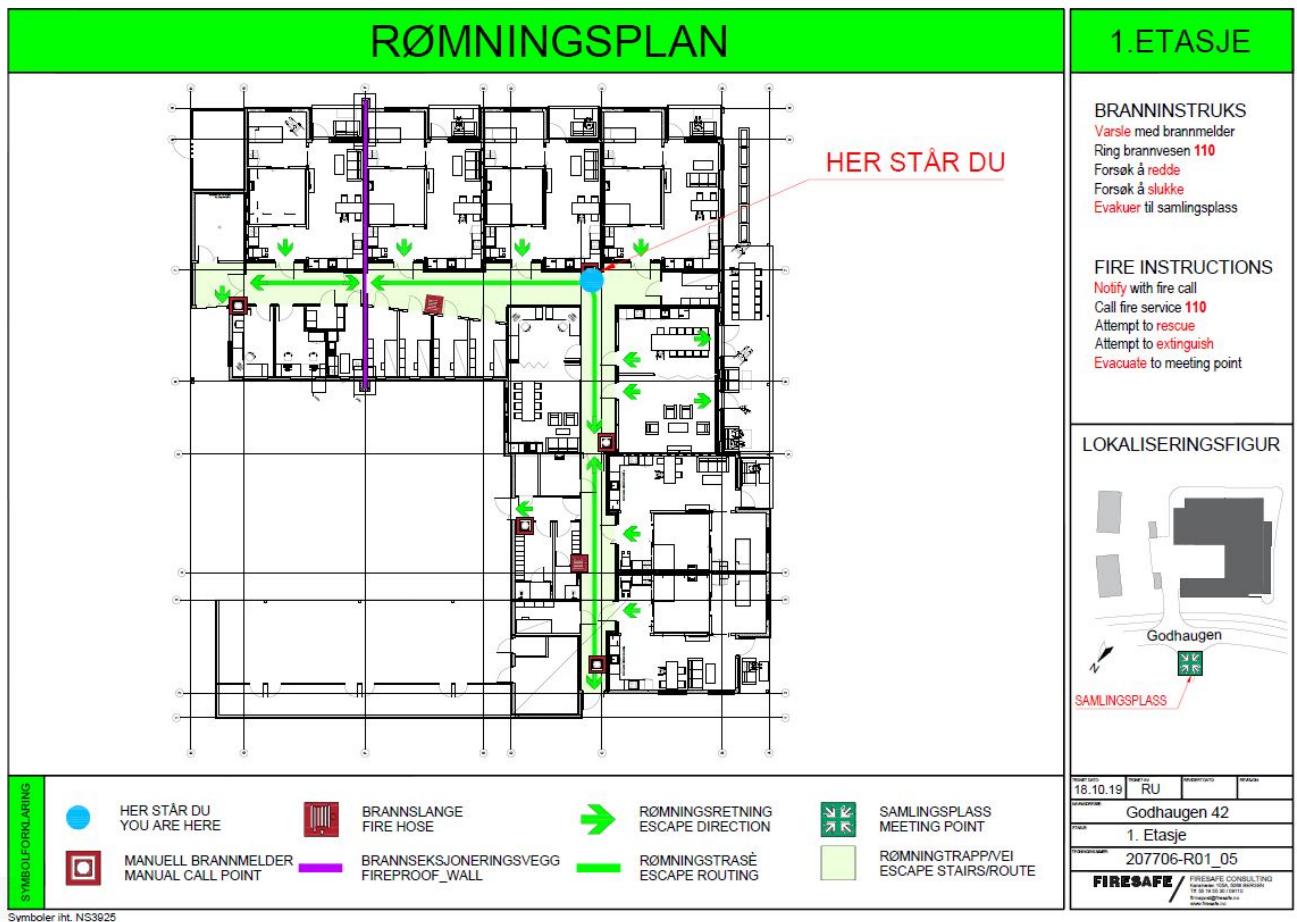 RØMNINGSPLAN
1.ETASJE
HER STÅR DU
BRANNINSTRUKS
Varsle med brannmelder
Ring brannvesen 110
Forsøk å redde
Forsøk å slukke
Evakuer til samlingsplass
FIRE INSTRUCTIONS
Notify with fire call
Call fire service 110
Attempt to rescue
Attempt to extinguish
Evacuate to meeting point
LOKALISERINGSFIGUR
Godhaugen
N
SAMLINGSPLASS
SYMBOLFORKLARING
HER STÅR DU
YOU ARE HERE
MANUELL BRANNMELDER
MANUAL CALL POINT
BRANNSLANGE
FIRE HOSE
BRANNSEKSJONERINGSVEGG
FIREPROOF_WALL
RØMNINGSRETNING
ESCAPE DIRECTION
RØMNINGSTRASÈ
ESCAPE ROUTING
SAMLINGSPLASS
MEETING POINT
RØMNINGTRAPP/VEI
ESCAPE STAIRS/ROUTE
18.10.19
RU
Godhaugen 42
1. Etasje
207706-R01_05
FIRESAFE
FIRESAFE CONSULTING
Symboler iht. NS3925